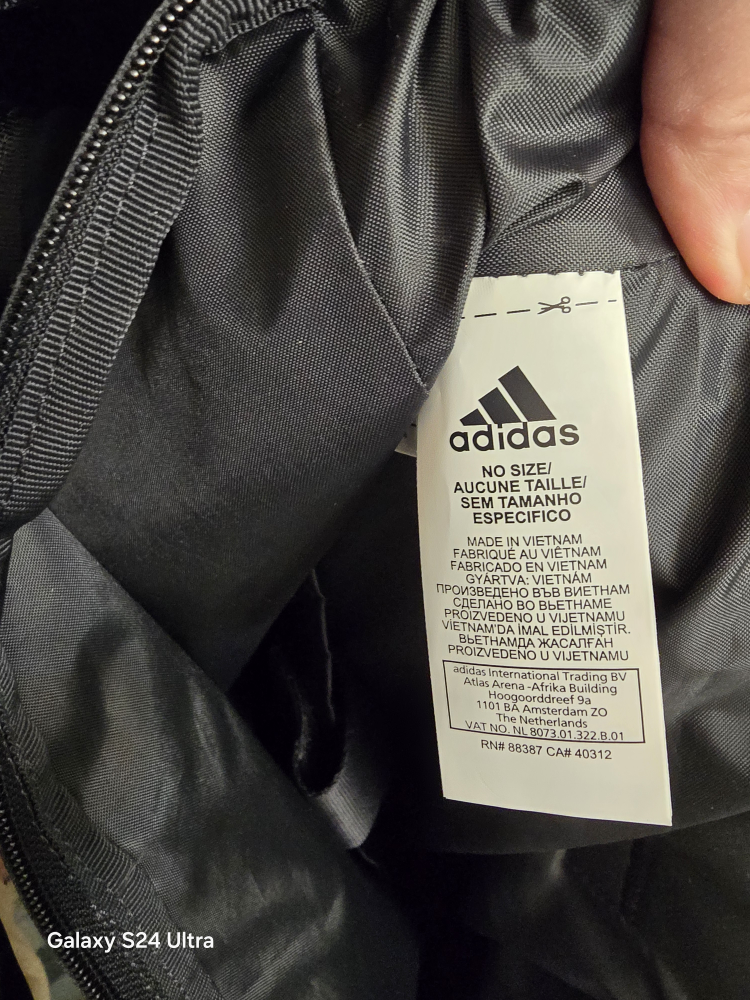 adidas
NO SIZE/
AUCUNE TAILLE/
SEM TAMANHO
ESPECIFICO
MADE IN VIETNAM
FABRIQUÉ AU VIÊTNAM
FABRICADO EN VIETNAM
GYÁRTVA: VIETNÁM
ПРОИЗВЕДЕНО ВЪВ ВИЕТНАМ
СДЕЛАНО ВО ВЬЕТНАМЕ
PROIZVEDENO U VIJETNAMU
VİETNAM'DA İMAL EDİLMİŞTİR.
ВЬЕТНАМДА ЖАСАЛҒАН
PROIZVEDENO U VIJETNAMU
adidas International Trading BV
Atlas Arena -Afrika Building
Hoogoorddreef 9a
1101 BA Amsterdam ZO
The Netherlands
VAT NO. NL 8073.01.322.B.01
RN# 88387 CA# 40312
Galaxy S24 Ultra